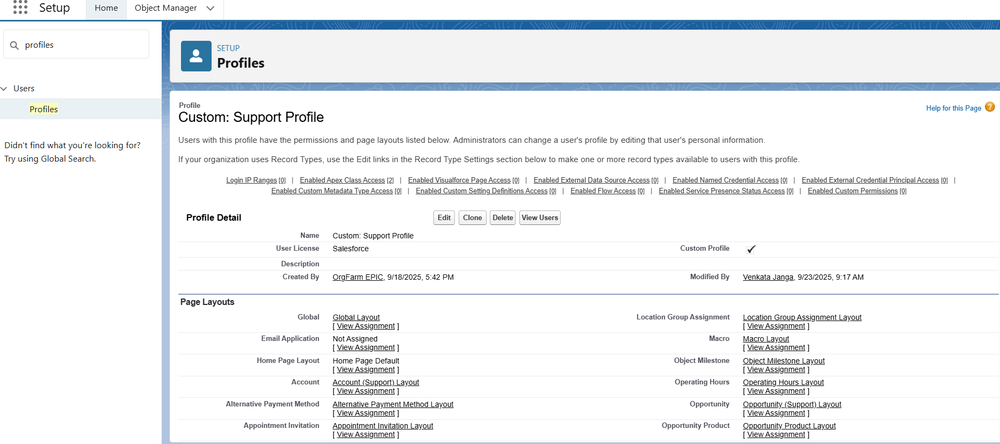 Setup
Home
Object Manager
profiles
Users
Profiles
Didn't find what you're looking for?
Try using Global Search.
SETUP
Profiles
Profile
Custom: Support Profile
Help for this Page
Users with this profile have the permissions and page layouts listed below. Administrators can change a user's profile by editing that user's personal information.
If your organization uses Record Types, use the Edit links in the Record Type Settings section below to make one or more record types available to users with this profile.
Login IP Ranges [0] | Enabled Apex Class Access [2] | Enabled Visualforce Page Access [0] | Enabled External Data Source Access [0] | Enabled Named Credential Access [0] | Enabled External Credential Principal Access [0] |
Enabled Custom Metadata Type Access [0] | Enabled Custom Setting Definitions Access [0] | Enabled Flow Access [0] | Enabled Service Presence Status Access [0] | Enabled Custom Permissions [0]
Profile Detail Edit Clone Delete View Users
Name Custom: Support Profile
User License Salesforce Custom Profile
Description
Created By OrgFarm EPIC, 9/18/2025, 5:42 PM Modified By Venkata Janga, 9/23/2025, 9:17 AM
Page Layouts
Global Global Layout Location Group Assignment Location Group Assignment Layout
[ View Assignment ] [ View Assignment ]
Email Application Not Assigned Macro Macro Layout
[ View Assignment ] [ View Assignment ]
Home Page Layout Home Page Default Object Milestone Object Milestone Layout
[ View Assignment ] [ View Assignment ]
Account Account (Support) Layout Operating Hours Operating Hours Layout
[ View Assignment ] [ View Assignment ]
Alternative Payment Method Alternative Payment Method Layout Opportunity Opportunity (Support) Layout
[ View Assignment ] [ View Assignment ]
Appointment Invitation Appointment Invitation Layout Opportunity Product Opportunity Product Layout
[ View Assignment ] [ View Assignment ]